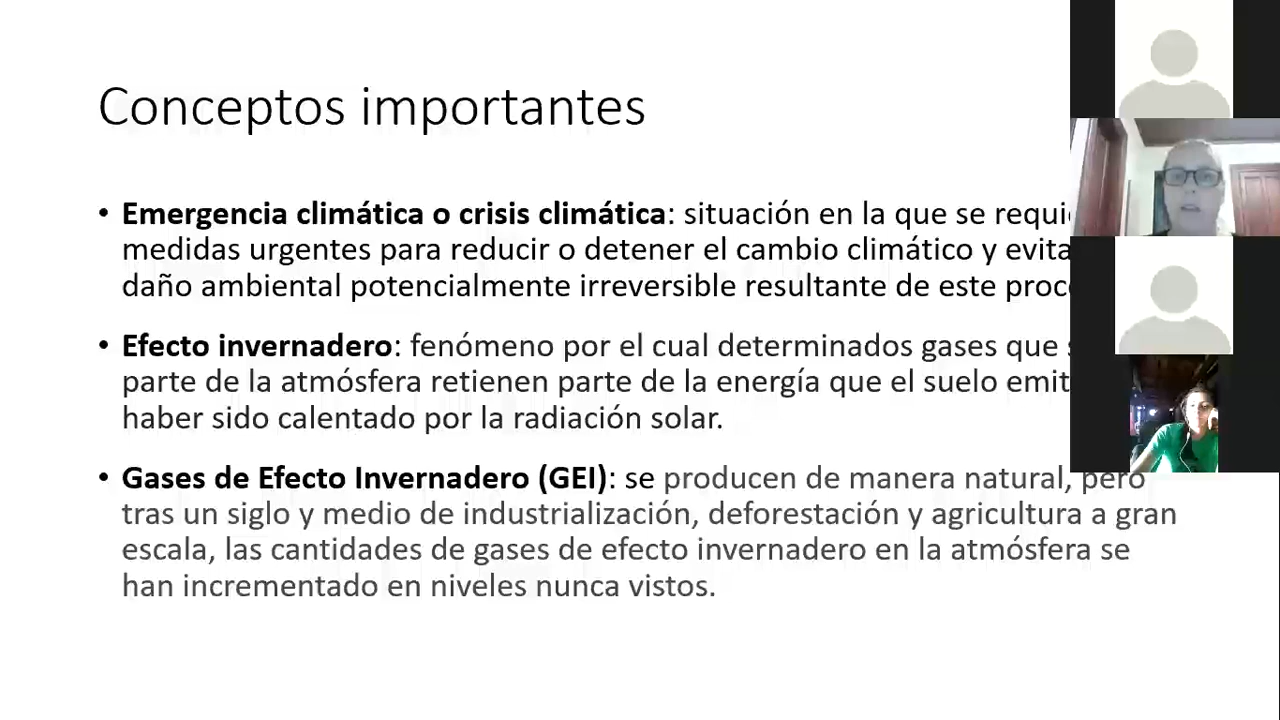 Conceptos importantes
• Emergencia climática o crisis climática: situación en la que se
medidas urgentes para reducir o detener el cambio climático y
daño ambiental potencialmente irreversible resultante de este
• Efecto invernadero: fenómeno por el cual determinados gases que
parte de la atmósfera retienen parte de la energía que el suelo
haber sido calentado por la radiación solar.
• Gases de Efecto Invernadero (GEI): se producen de manera natural, pero
tras un siglo y medio de industrialización, deforestación y agricultura a gran
escala, las cantidades de gases de efecto invernadero en la atmósfera se
han incrementado en niveles nunca vistos.